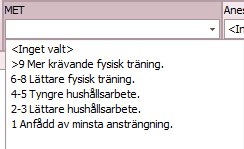 MET
Anes
<In
<Inget valt>
>9 Mer krävande fysisk träning.
6-8 Lättare fysisk träning.
4-5 Tyngre hushållsarbete.
2-3 Lättare hushållsarbete.
1 Anfådd av minsta ansträngning.